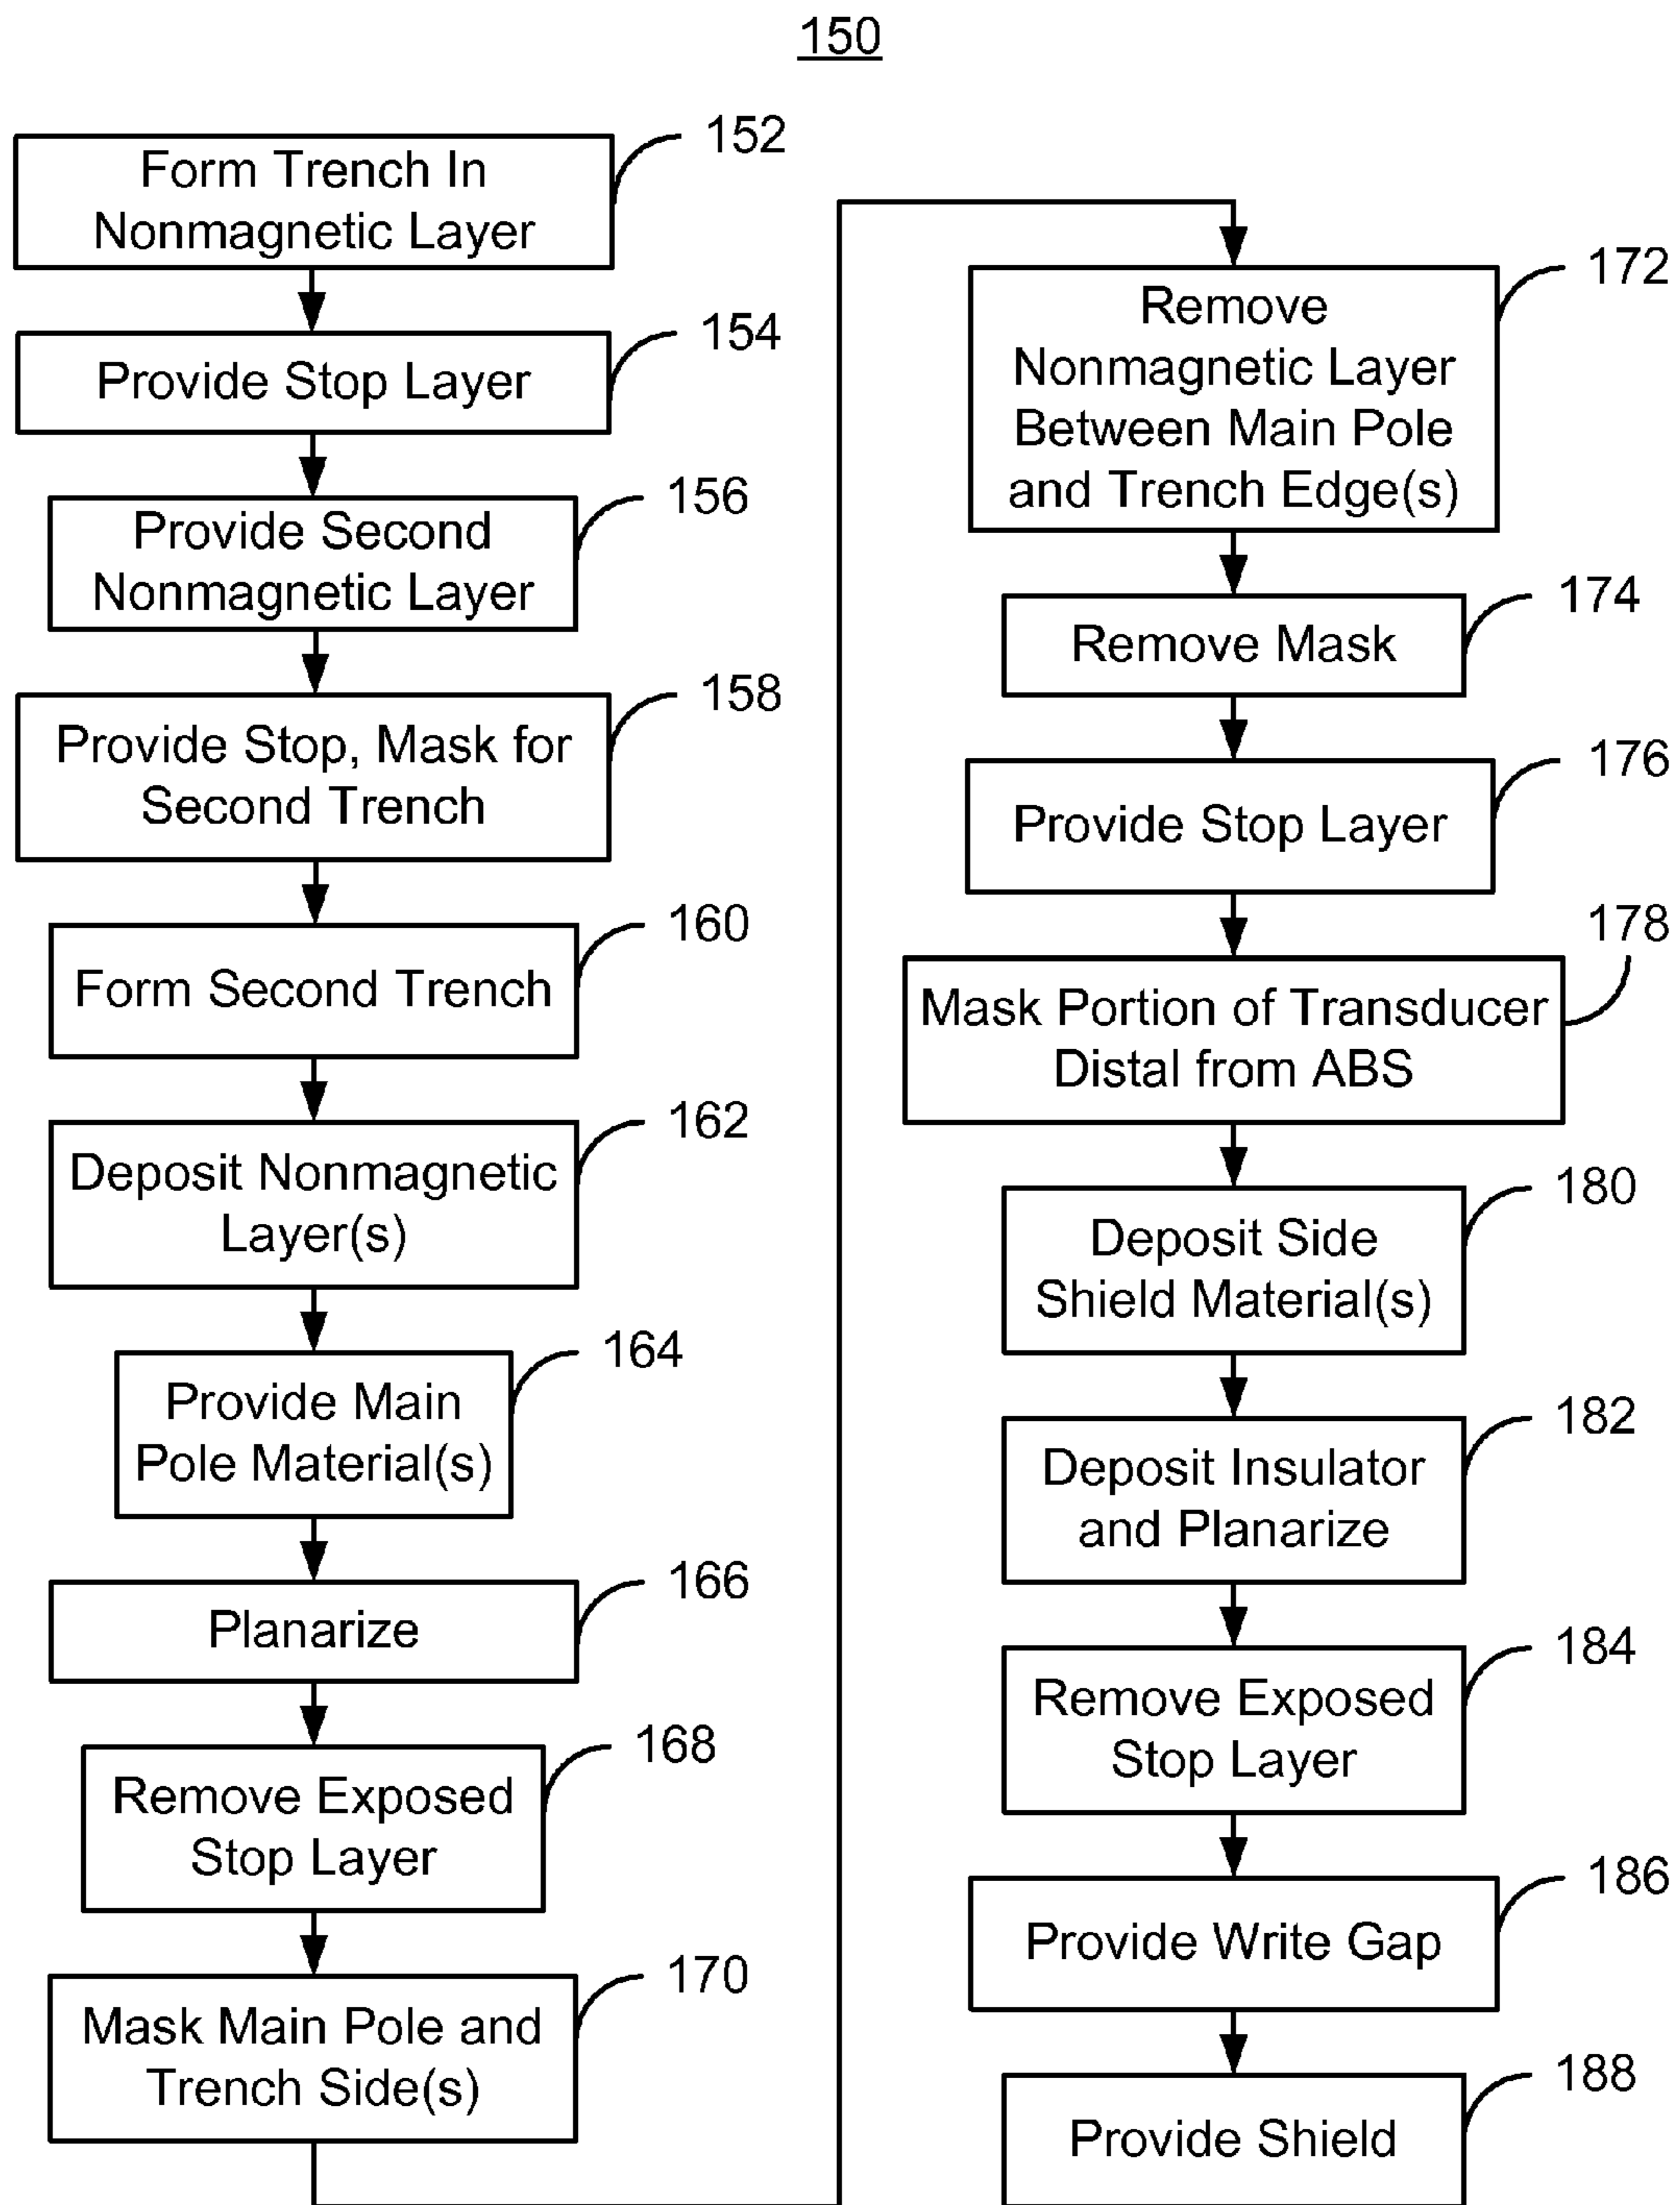 150
152
Form Trench In
Nonmagnetic Layer
154
Provide Stop Layer
156
Provide Second
Nonmagnetic Layer
158
Provide Stop, Mask for
Second Trench
160
Form Second Trench
162
Deposit Nonmagnetic
Layer(s)
164
Provide Main
Pole Material(s)
166
Planarize
168
Remove Exposed
Stop Layer
170
Mask Main Pole and
Trench Side(s)
172
Remove
Nonmagnetic Layer
Between Main Pole
and Trench Edge(s)
174
Remove Mask
176
Provide Stop Layer
178
Mask Portion of Transducer
Distal from ABS
180
Deposit Side
Shield Material(s)
182
Deposit Insulator
and Planarize
184
Remove Exposed
Stop Layer
186
Provide Write Gap
188
Provide Shield